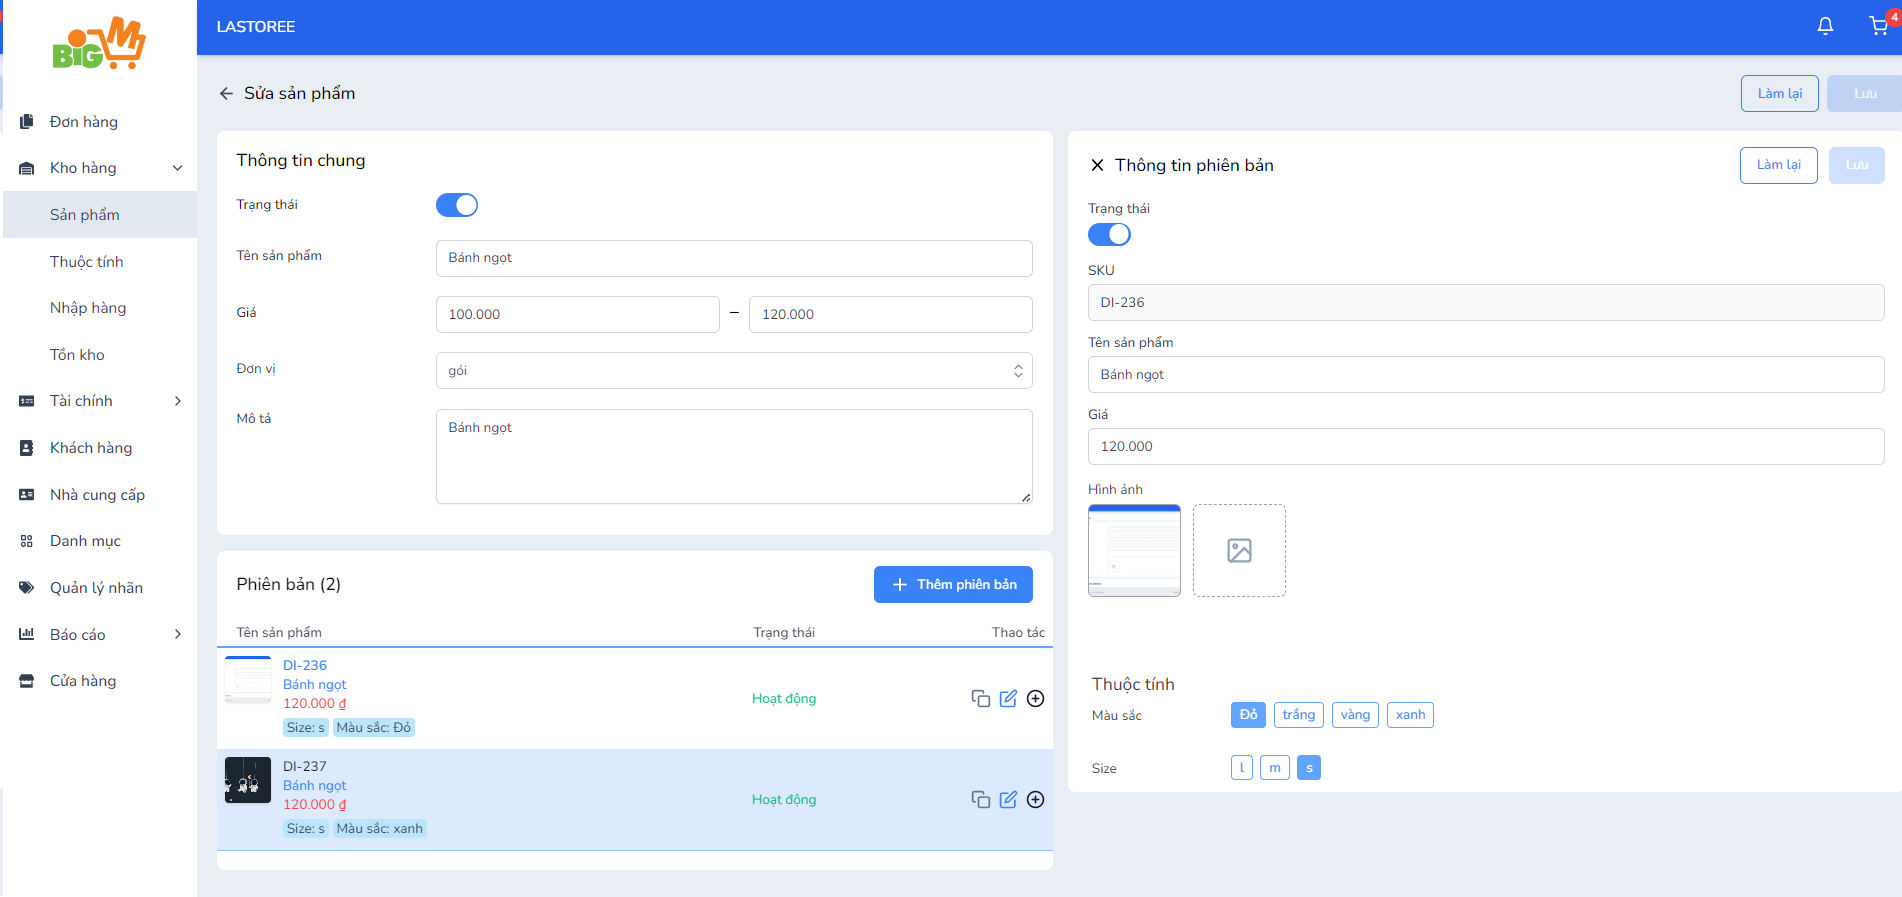 BIG M
LASTOREE
4
Đơn hàng
Kho hàng
Sản phẩm
Thuộc tính
Nhập hàng
Tồn kho
Tài chính
Khách hàng
Nhà cung cấp
Danh mục
Quản lý nhãn
Báo cáo
Cửa hàng
Sửa sản phẩm
Làm lại
Lưu
Thông tin chung
Trạng thái
Tên sản phẩm
Bánh ngọt
Giá
100.000 – 120.000
Đơn vị
gói
Mô tả
Bánh ngọt
Phiên bản (2)
Thêm phiên bản
Tên sản phẩm Trạng thái Thao tác
DI-236
Bánh ngọt
120.000 ₫
Size: s Màu sắc: Đỏ
Hoạt động
DI-237
Bánh ngọt
120.000 ₫
Size: s Màu sắc: xanh
Hoạt động
Thông tin phiên bản
Làm lại
Lưu
Trạng thái
SKU
DI-236
Tên sản phẩm
Bánh ngọt
Giá
120.000
Hình ảnh
Thuộc tính
Màu sắc Đỏ trắng vàng xanh
Size l m s